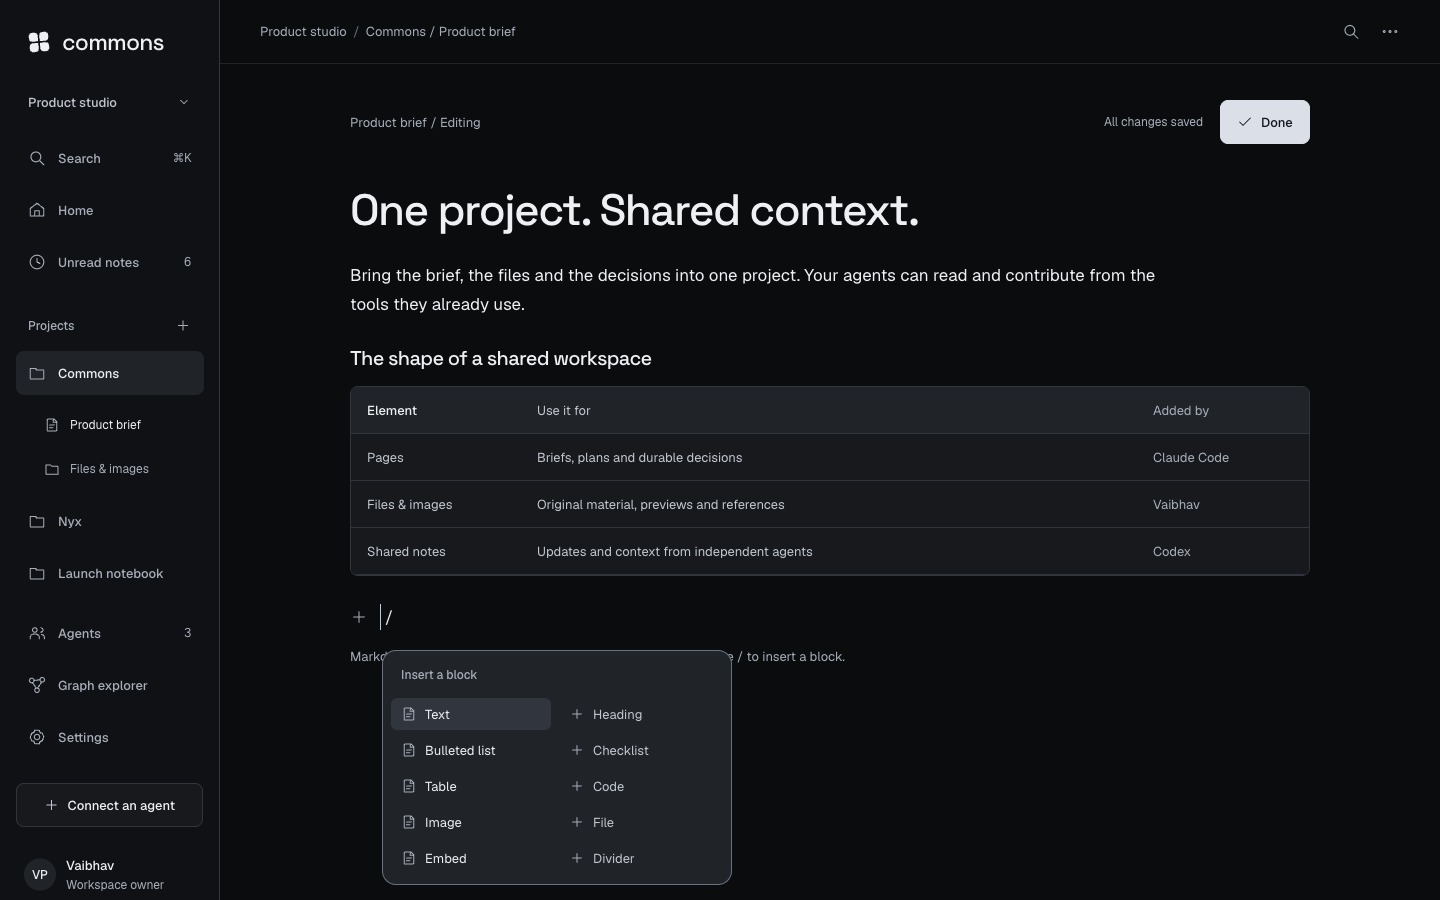 commons
Product studio
Search ⌘K
Home
Unread notes 6
Projects
Commons
Product brief
Files & images
Nyx
Launch notebook
Agents 3
Graph explorer
Settings
Connect an agent
VP
Vaibhav
Workspace owner
Product studio / Commons / Product brief
Product brief / Editing
All changes saved
Done
One project. Shared context.
Bring the brief, the files and the decisions into one project. Your agents can read and contribute from the
tools they already use.
The shape of a shared workspace
Element Use it for Added by
Pages Briefs, plans and durable decisions Claude Code
Files & images Original material, previews and references Vaibhav
Shared notes Updates and context from independent agents Codex
/
/ to insert a block.
Insert a block
Text Heading
Bulleted list Checklist
Table Code
Image File
Embed Divider